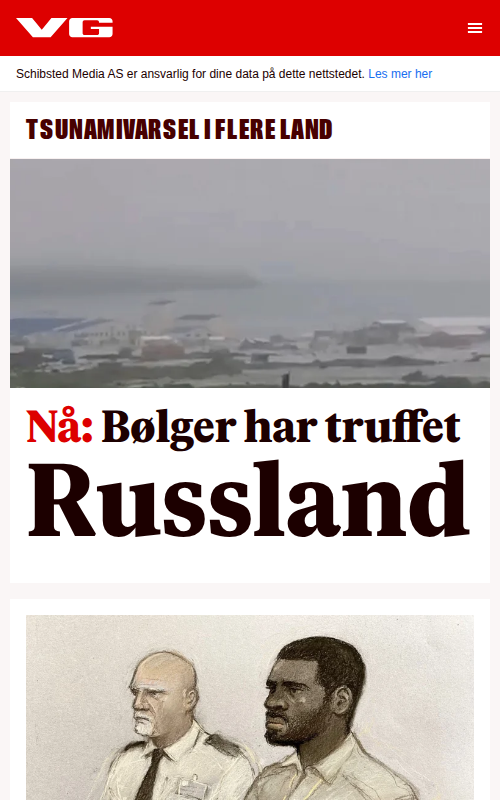 VG
Schibsted Media AS er ansvarlig for dine data på dette nettstedet. Les mer her
TSUNAMIVARSEL I FLERE LAND
Nå: Bølger har truffet
Russland